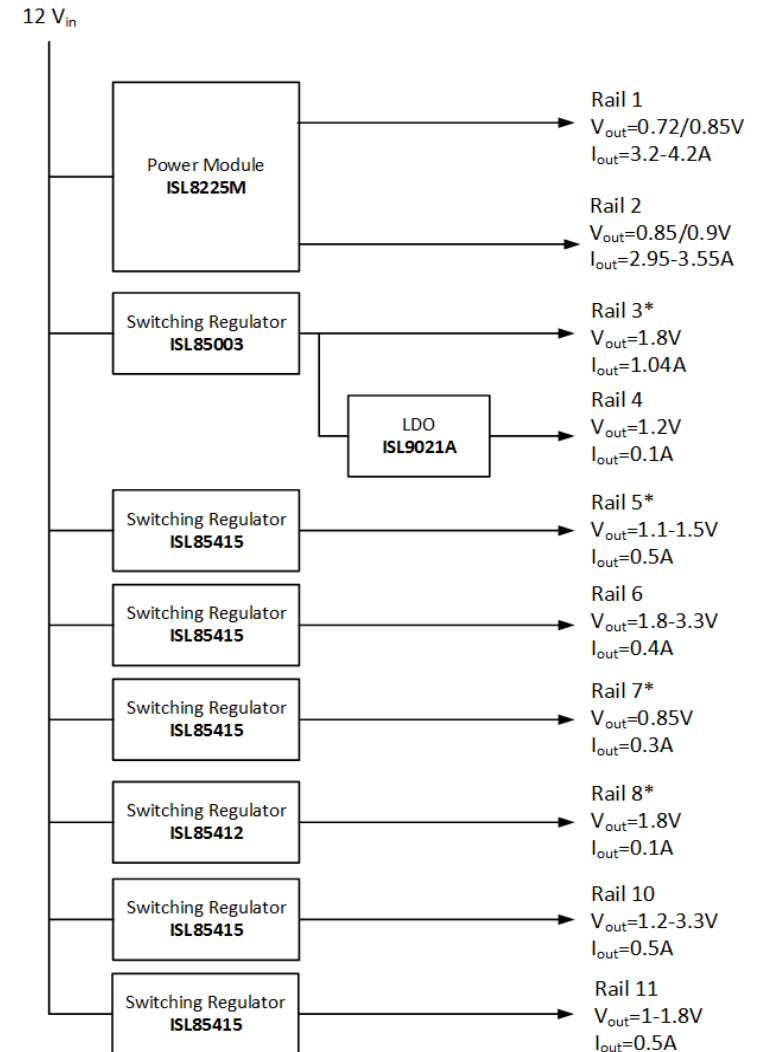 12 Vin
Power Module
ISL8225M
Rail 1
Vout=0.72/0.85V
Iout=3.2-4.2A
Rail 2
Vout=0.85/0.9V
Iout=2.95-3.55A
Switching Regulator
ISL85003
Rail 3*
Vout=1.8V
Iout=1.04A
LDO
ISL9021A
Rail 4
Vout=1.2V
Iout=0.1A
Switching Regulator
ISL85415
Rail 5*
Vout=1.1-1.5V
Iout=0.5A
Switching Regulator
ISL85415
Rail 6
Vout=1.8-3.3V
Iout=0.4A
Switching Regulator
ISL85415
Rail 7*
Vout=0.85V
Iout=0.3A
Switching Regulator
ISL85412
Rail 8*
Vout=1.8V
Iout=0.1A
Switching Regulator
ISL85415
Rail 10
Vout=1.2-3.3V
Iout=0.5A
Switching Regulator
ISL85415
Rail 11
Vout=1-1.8V
Iout=0.5A